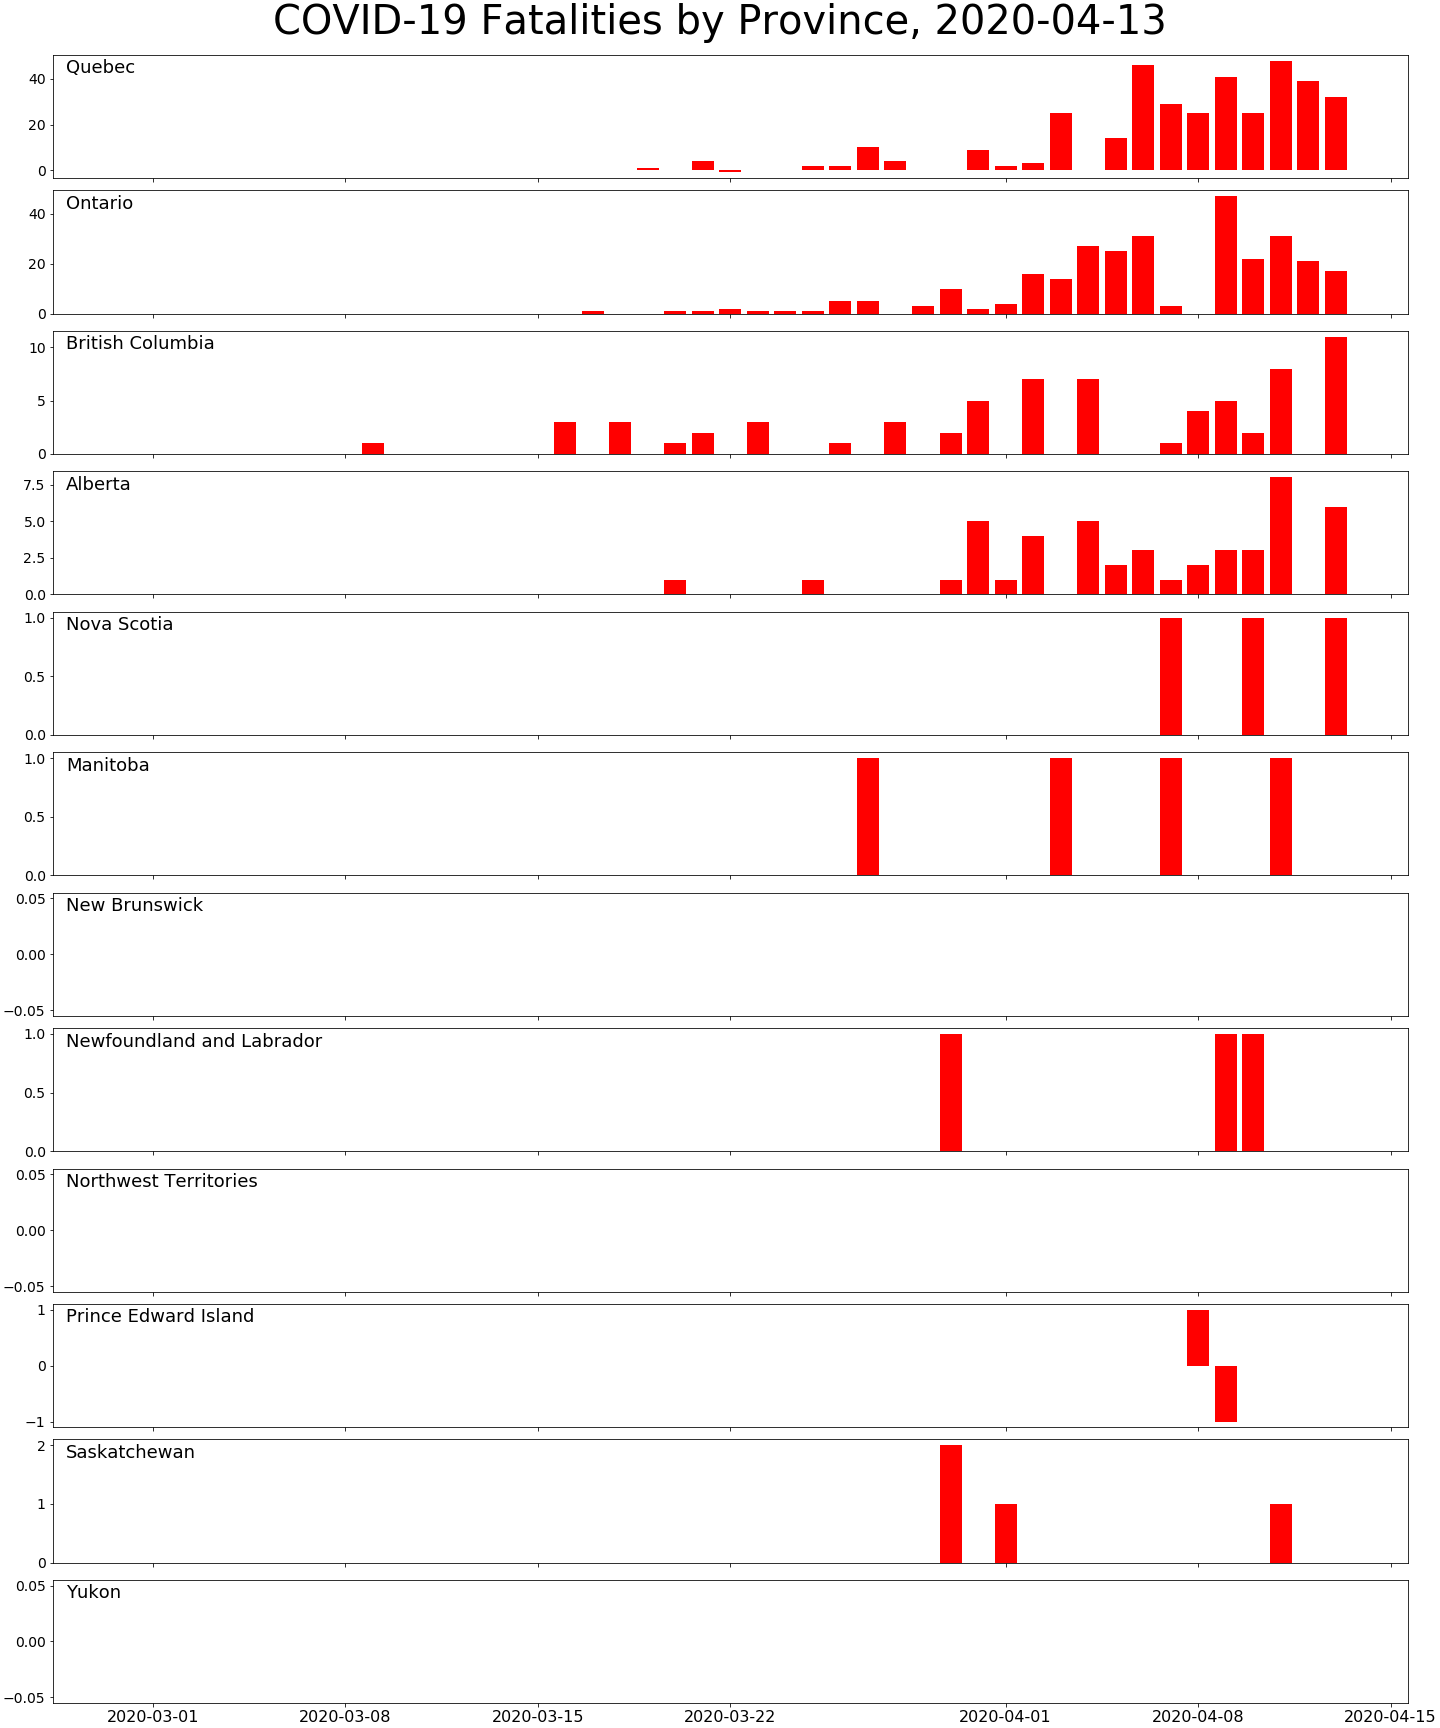 COVID-19 Fatalities by Province, 2020-04-13
Quebec
40
20
0
Ontario
40
20
0
British Columbia
10
5
0
Alberta
7.5
5.0
2.5
0.0
Nova Scotia
1.0
0.5
0.0
Manitoba
1.0
0.5
0.0
New Brunswick
0.05
0.00
−0.05
Newfoundland and Labrador
1.0
0.5
0.0
Northwest Territories
0.05
0.00
−0.05
Prince Edward Island
1
0
−1
Saskatchewan
2
1
0
Yukon
0.05
0.00
−0.05
2020-03-01 2020-03-08 2020-03-15 2020-03-22 2020-04-01 2020-04-08 2020-04-15